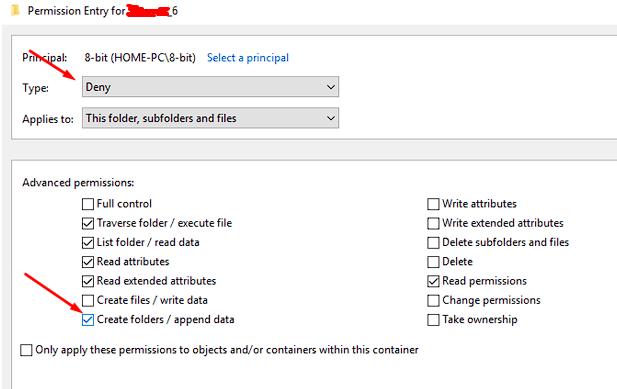 Permission Entry for _6
Principal: 8-bit (HOME-PC\8-bit) Select a principal
Type: Deny
Applies to: This folder, subfolders and files
Advanced permissions:
Full control Write attributes
Traverse folder / execute file Write extended attributes
List folder / read data Delete subfolders and files
Read attributes Delete
Read extended attributes Read permissions
Create files / write data Change permissions
Create folders / append data Take ownership
Only apply these permissions to objects and/or containers within this container